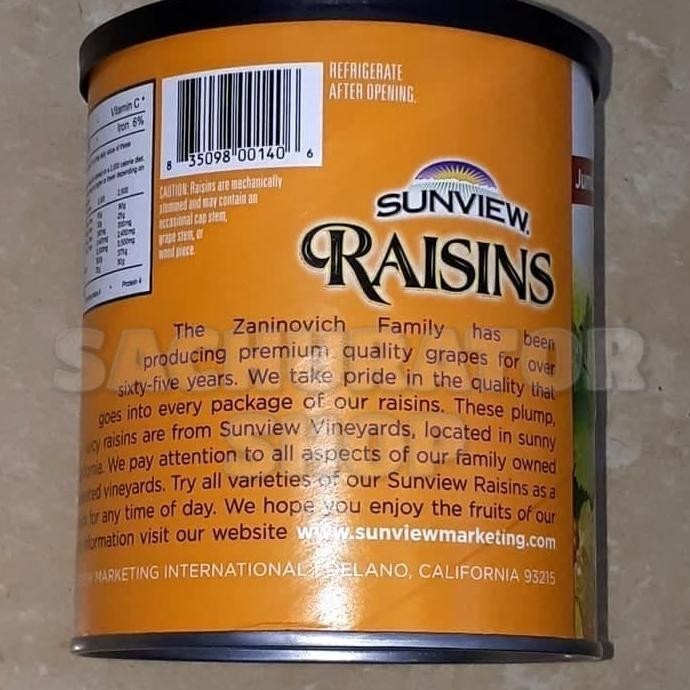 Vitamin C *
Iron 6%
REFRIGERATE
AFTER OPENING.
8 35098 00140 6
CAUTION: Raisins are mechanically
stemmed and may contain an
occasional cap stem,
grape stem, or
wood piece.
SUNVIEW
RAISINS
The Zaninovich Family has been
producing premium quality grapes for over
sixty-five years. We take pride in the quality that
goes into every package of our raisins. These plump,
raisins are from Sunview Vineyards, located in sunny
We pay attention to all aspects of our family owned
vineyards. Try all varieties of our Sunview Raisins as a
for any time of day. We hope you enjoy the fruits of our
visit our website www.sunviewmarketing.com
MARKETING INTERNATIONAL DELANO, CALIFORNIA 93215
Protein 4
SACHURATOR
SHOP